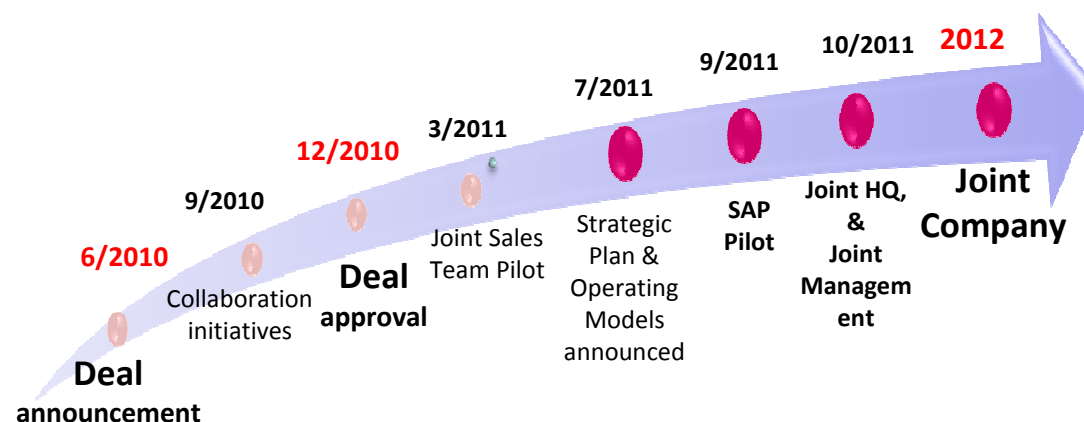 6/2010
Deal
announcement
9/2010
Collaboration
initiatives
12/2010
Deal
approval
3/2011
Joint Sales
Team Pilot
7/2011
Strategic
Plan &
Operating
Models
announced
9/2011
SAP
Pilot
10/2011
Joint HQ,
&
Joint
Managem
ent
2012
Joint
Company